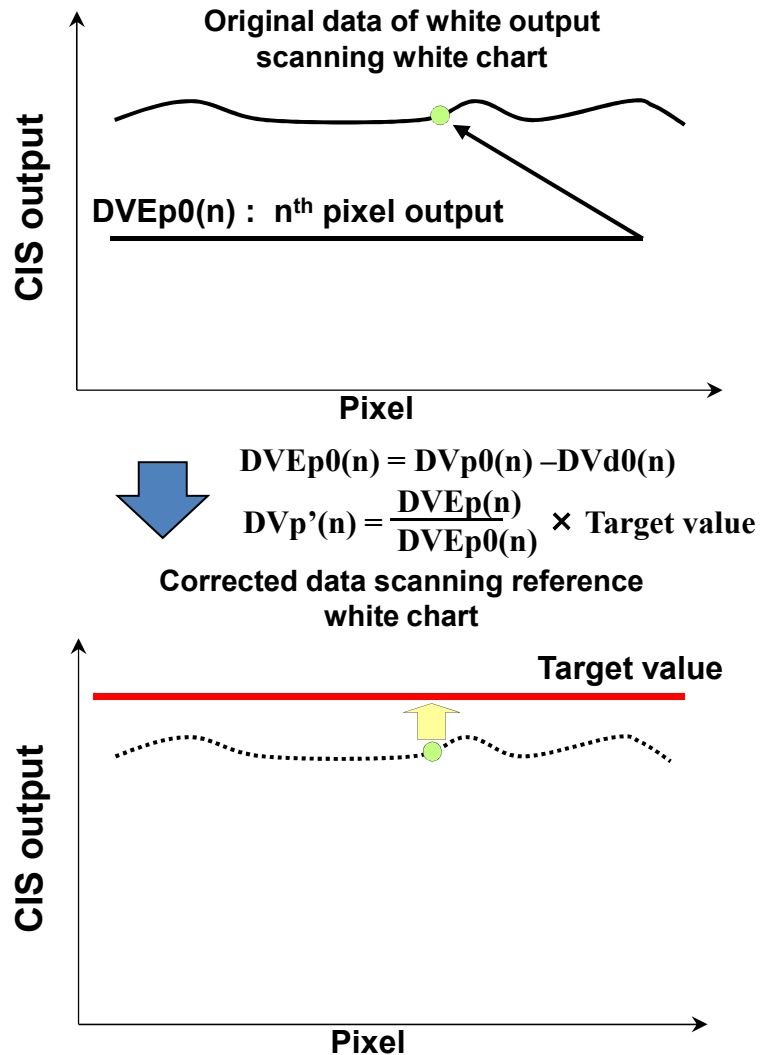 Original data of white output
scanning white chart
CIS output
DVEp0(n) : nth pixel output
Pixel
DVEp0(n) = DVp0(n) –DVd0(n)
DVp’(n) = DVEp(n) / DVEp0(n) × Target value
Corrected data scanning reference
white chart
Target value
CIS output
Pixel